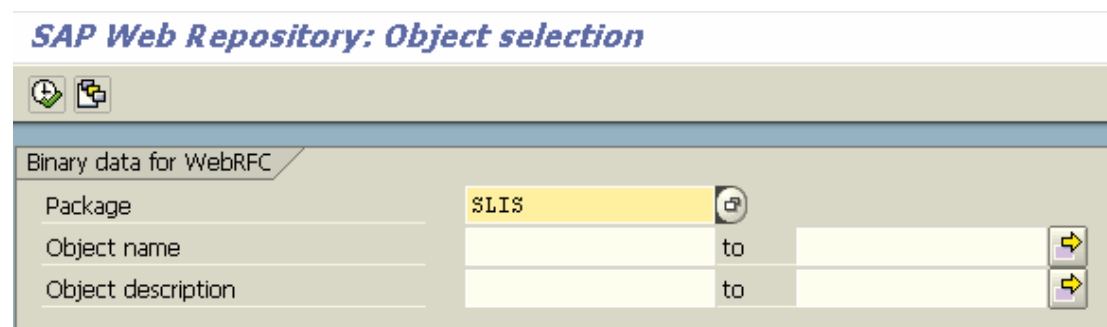 SAP Web Repository: Object selection
Binary data for WebRFC
Package SLIS
Object name to
Object description to